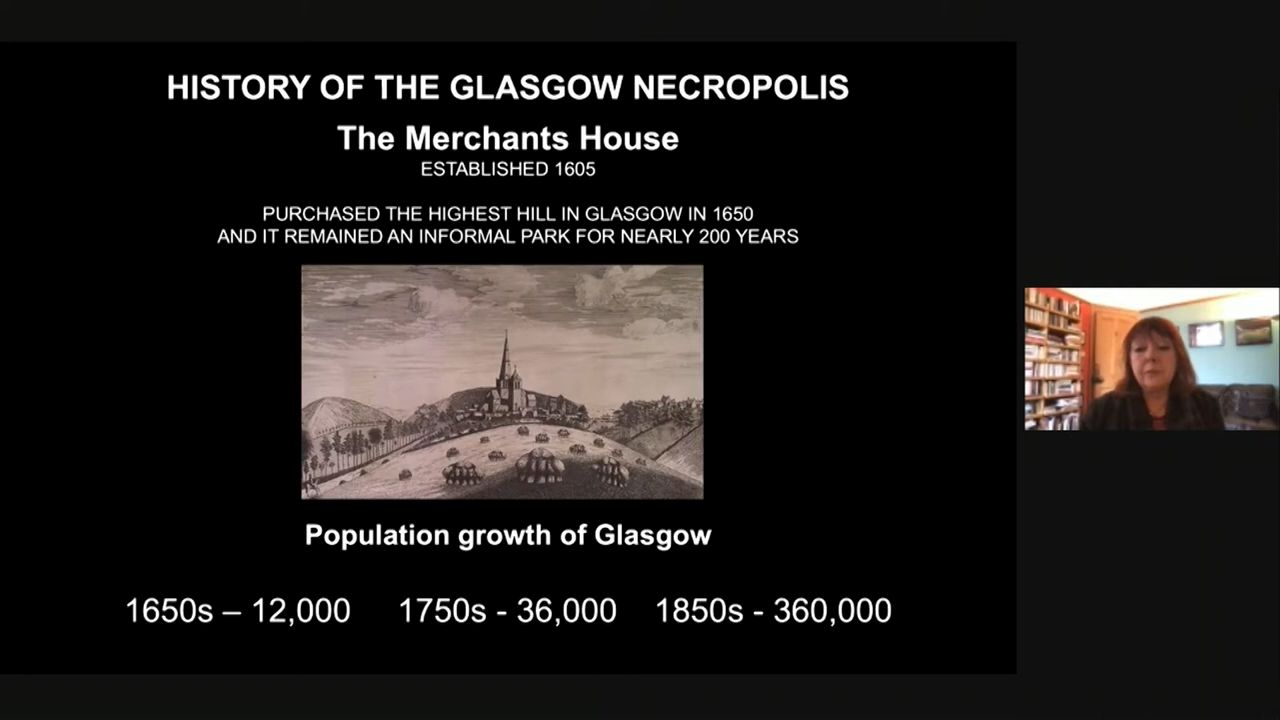 HISTORY OF THE GLASGOW NECROPOLIS
The Merchants House
ESTABLISHED 1605
PURCHASED THE HIGHEST HILL IN GLASGOW IN 1650
AND IT REMAINED AN INFORMAL PARK FOR NEARLY 200 YEARS
Population growth of Glasgow
1650s – 12,000 1750s - 36,000 1850s - 360,000